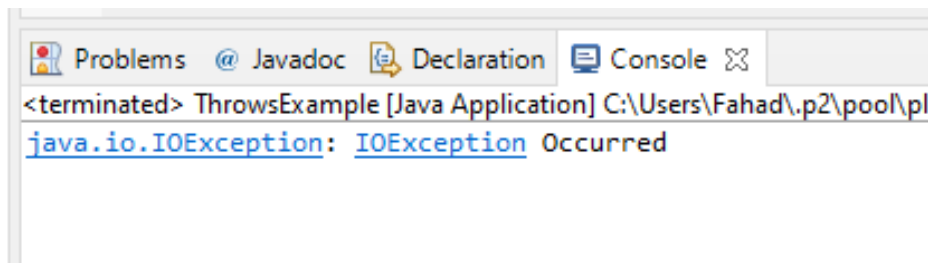 Problems @ Javadoc Declaration Console
<terminated> ThrowsExample [Java Application] C:\Users\Fahad\.p2\pool\pl
java.io.IOException: IOException Occurred